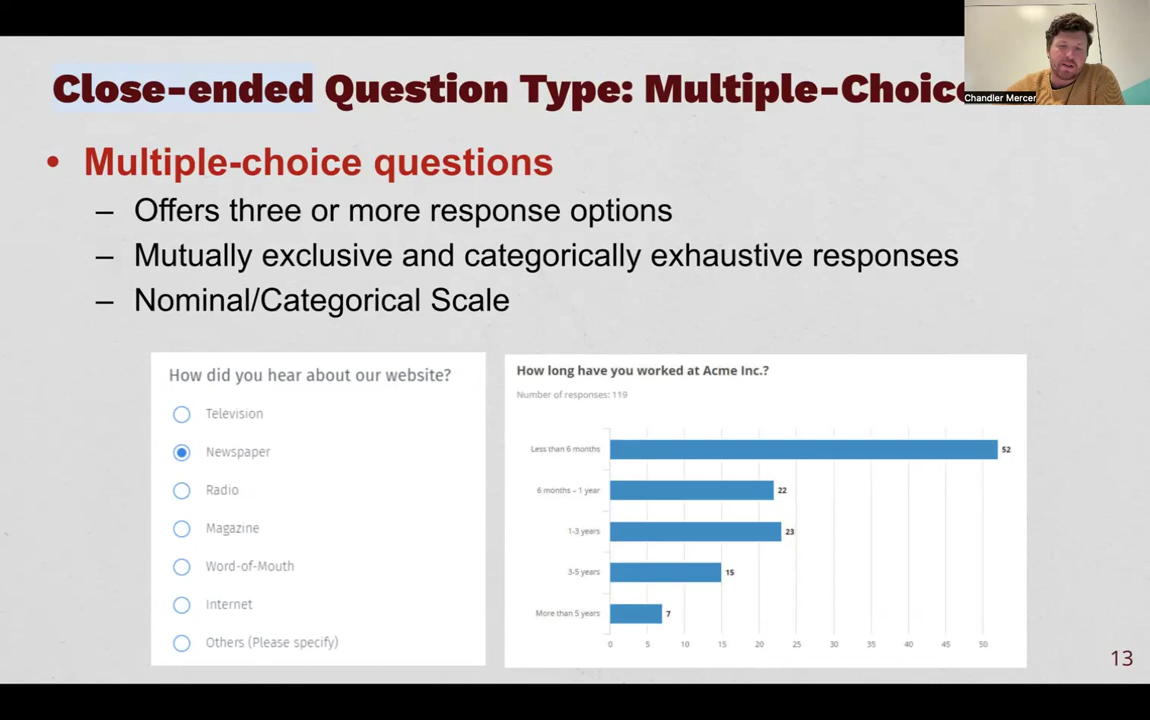 Close-ended Question Type: Multiple-Choice
Chandler Mercer
• Multiple-choice questions
– Offers three or more response options
– Mutually exclusive and categorically exhaustive responses
– Nominal/Categorical Scale
How did you hear about our website?
Television
Newspaper
Radio
Magazine
Word-of-Mouth
Internet
Others (Please specify)
How long have you worked at Acme Inc.?
Number of responses: 119
Less than 6 months 52
6 months – 1 year 22
1-3 years 23
3-5 years 15
More than 5 years 7
0 5 10 15 20 25 30 35 40 45 50
13